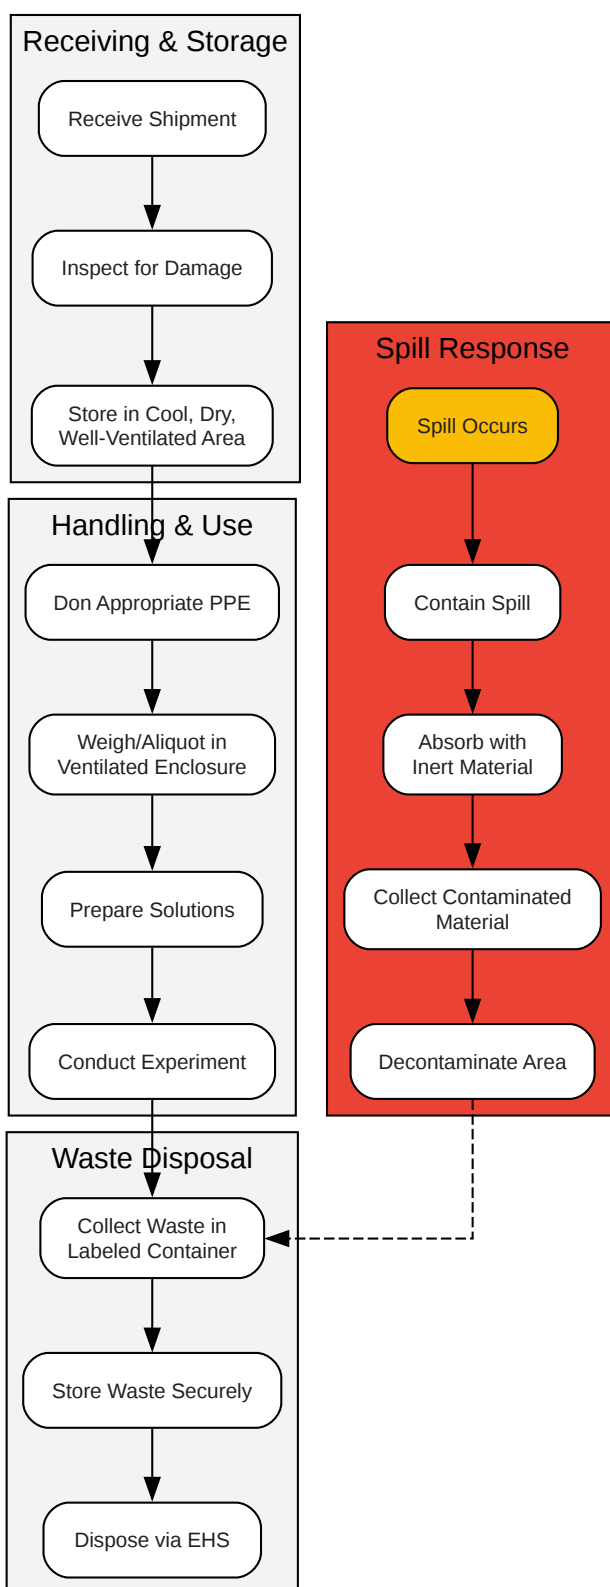 Receiving & Storage
Receive Shipment
Inspect for Damage
Store in Cool, Dry,
Well-Ventilated Area
Handling & Use
Don Appropriate PPE
Weigh/Aliquot in
Ventilated Enclosure
Prepare Solutions
Conduct Experiment
Waste Disposal
Collect Waste in
Labeled Container
Store Waste Securely
Dispose via EHS
Spill Response
Spill Occurs
Contain Spill
Absorb with
Inert Material
Collect Contaminated
Material
Decontaminate Area